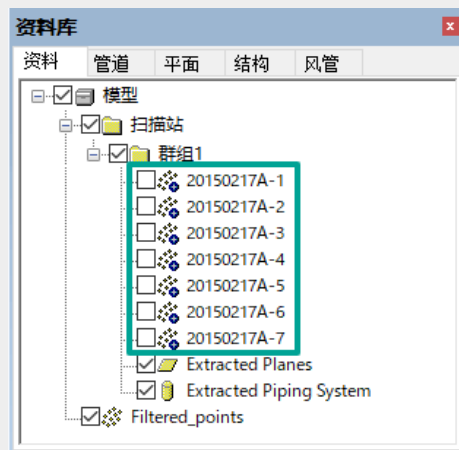 资料库
资料 管道 平面 结构 风管
模型
扫描站
群组1
20150217A-1
20150217A-2
20150217A-3
20150217A-4
20150217A-5
20150217A-6
20150217A-7
Extracted Planes
Extracted Piping System
Filtered_points